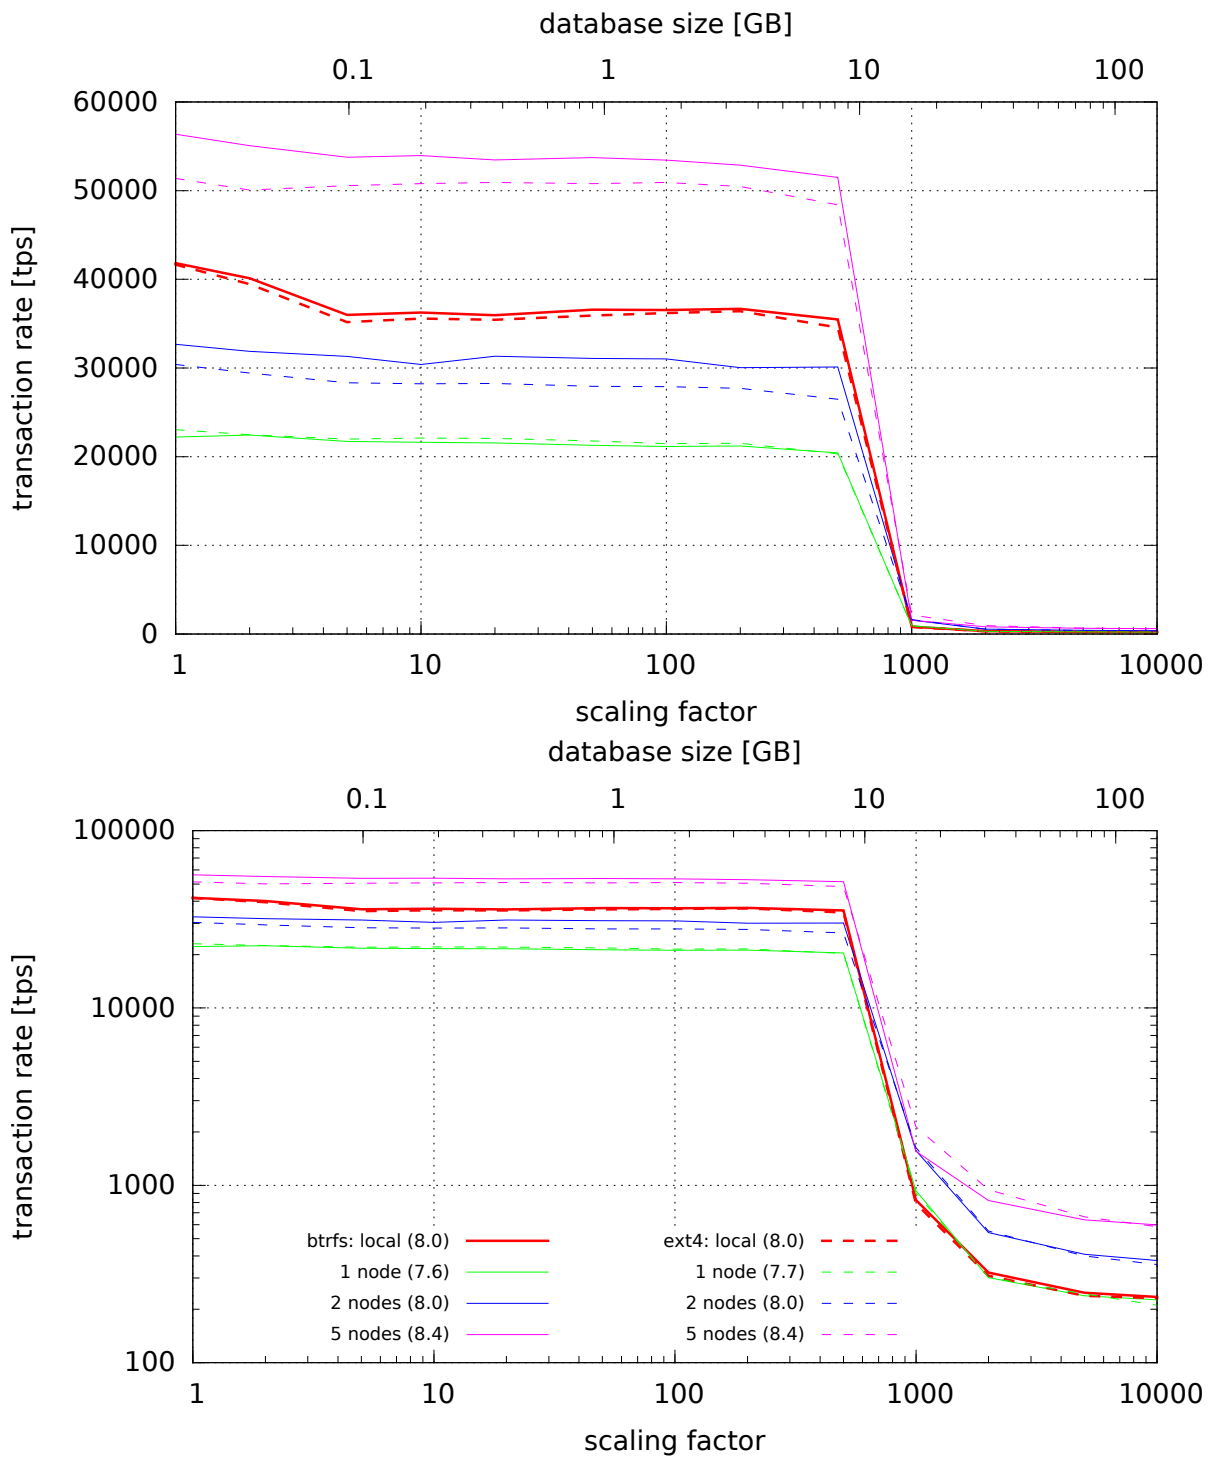 database size [GB]
0.1 1 10 100
60000
50000
40000
30000
20000
10000
0
transaction rate [tps]
1 10 100 1000 10000
scaling factor
database size [GB]
0.1 1 10 100
100000
10000
1000
100
transaction rate [tps]
btrfs: local (8.0) ext4: local (8.0)
1 node (7.6) 1 node (7.7)
2 nodes (8.0) 2 nodes (8.0)
5 nodes (8.4) 5 nodes (8.4)
1 10 100 1000 10000
scaling factor